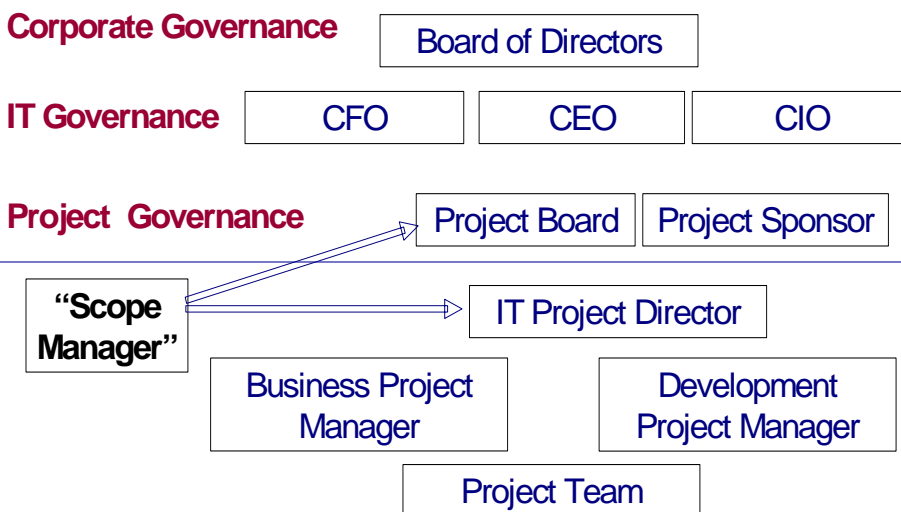 Corporate Governance
Board of Directors
IT Governance
CFO
CEO
CIO
Project Governance
Project Board
Project Sponsor
“Scope
Manager”
IT Project Director
Business Project
Manager
Development
Project Manager
Project Team